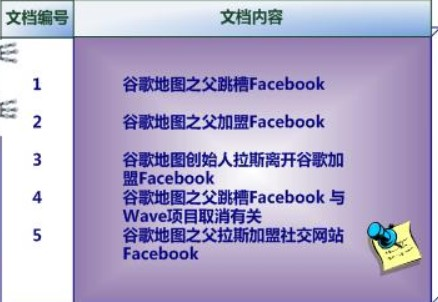 文档编号 文档内容
1 谷歌地图之父跳槽Facebook
2 谷歌地图之父加盟Facebook
3 谷歌地图创始人拉斯离开谷歌加
盟Facebook
4 谷歌地图之父跳槽Facebook 与
Wave项目取消有关
5 谷歌地图之父拉斯加盟社交网站
Facebook